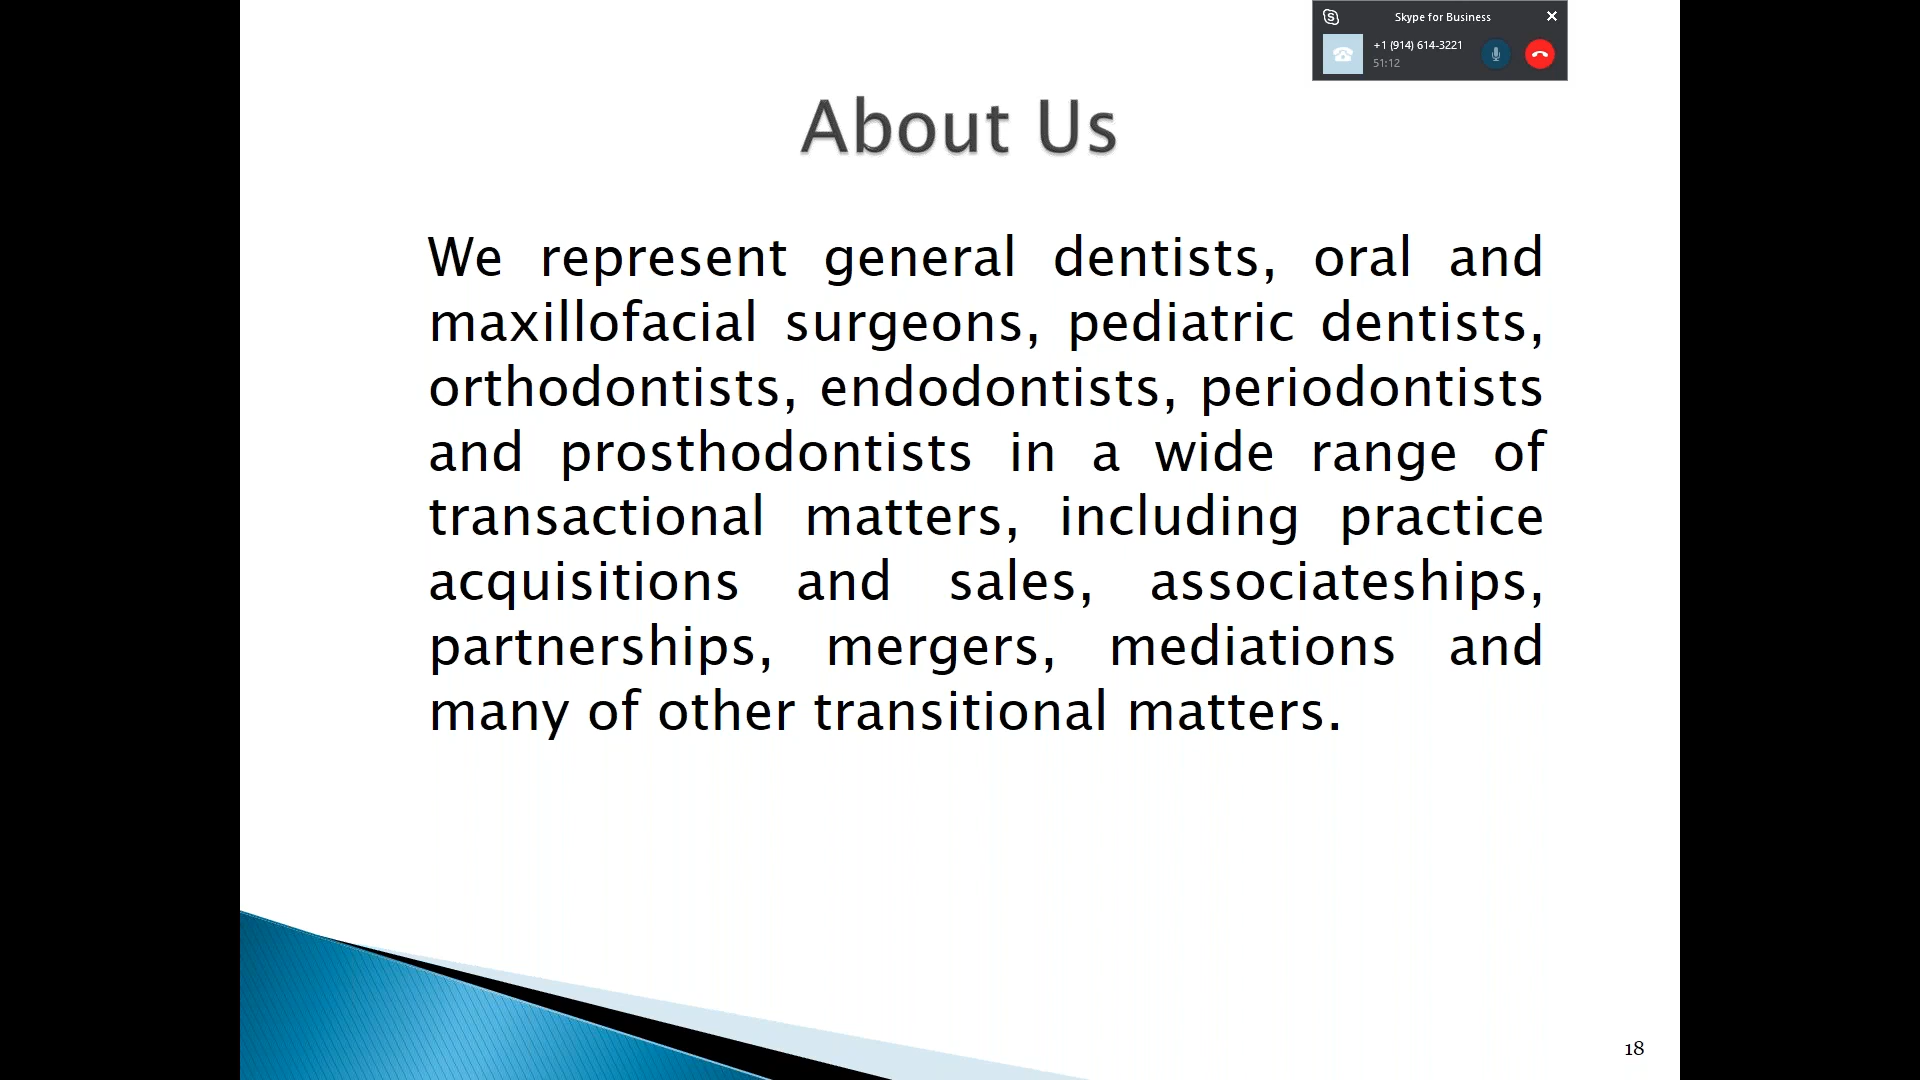 Skype for Business
+1 (914) 614-3221
51:12
About Us
We represent general dentists, oral and
maxillofacial surgeons, pediatric dentists,
orthodontists, endodontists, periodontists
and prosthodontists in a wide range of
transactional matters, including practice
acquisitions and sales, associateships,
partnerships, mergers, mediations and
many of other transitional matters.
18